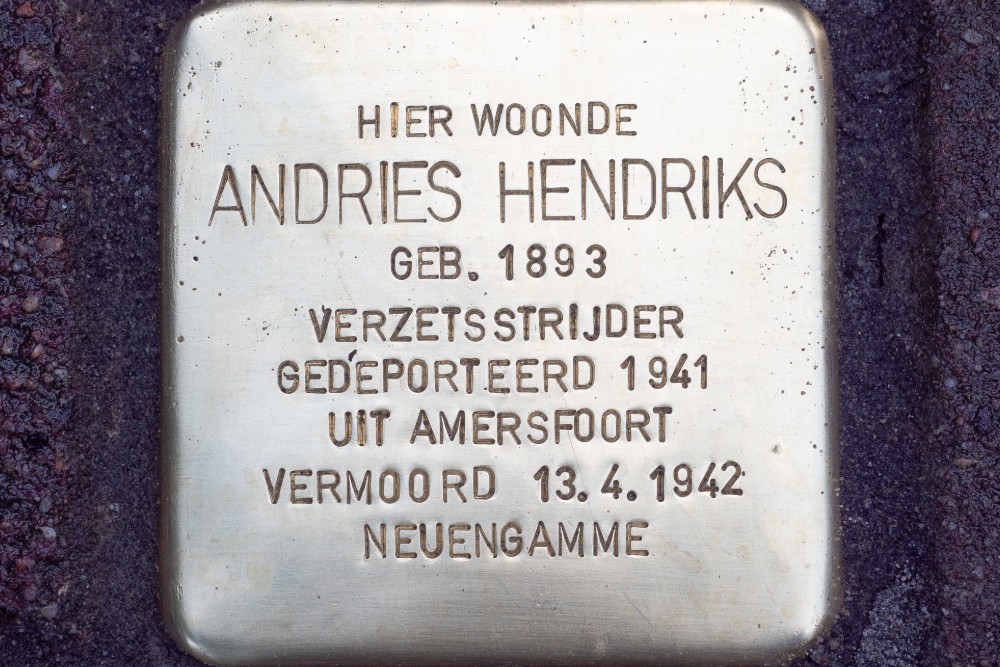 HIER WOONDE
ANDRIES HENDRIKS
GEB. 1893
VERZETSSTRIJDER
GEDEPORTEERD 1941
UIT AMERSFOORT
VERMOORD 13.4.1942
NEUENGAMME